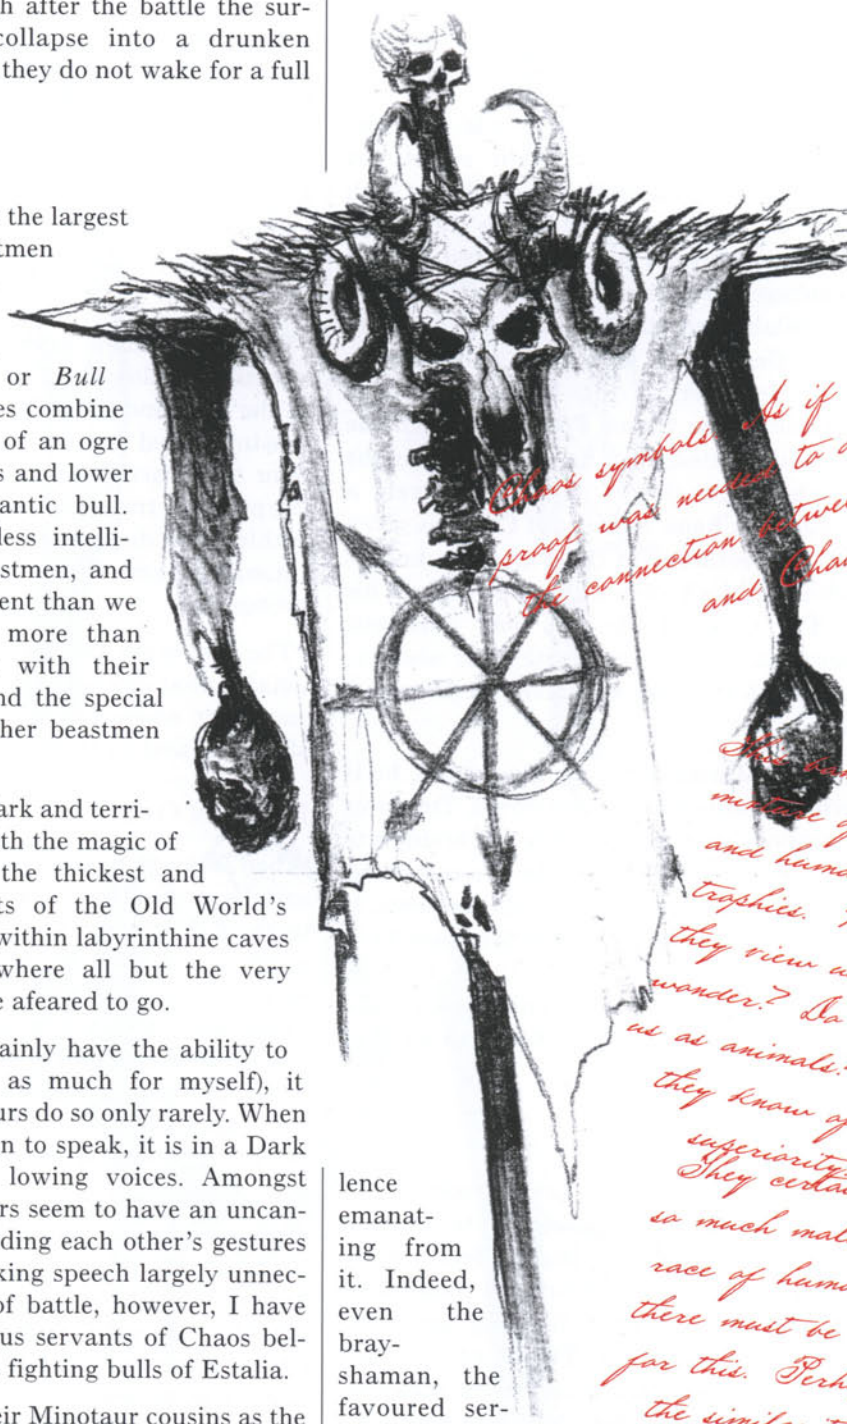 h after the battle the sur-
collapse into a drunken
they do not wake for a full
the largest
tmen
or Bull
es combine
of an ogre
s and lower
antic bull.
less intelli-
stmen, and
ent than we
more than
with their
nd the special
her beastmen
ark and terri-
th the magic of
the thickest and
ts of the Old World's
within labyrinthine caves
where all but the very
e afeared to go.
ainly have the ability to
as much for myself), it
urs do so only rarely. When
n to speak, it is in a Dark
lowing voices. Amongst
rs seem to have an uncan-
ding each other's gestures
king speech largely unnec-
of battle, however, I have
us servants of Chaos bel-
fighting bulls of Estalia.
eir Minotaur cousins as the
lence
emanat-
ing from
it. Indeed,
even the
bray-
shaman, the
favoured ser-
Chaos symbols. As if
proof was needed to
the connection betwe
and Chao
This
mixture of
and huma
trophies.
they view u
wonder? Do
us as animals?
they know of
superiority?
They certai
so much mal
race of huma
there must be
for this. Perh
the simil